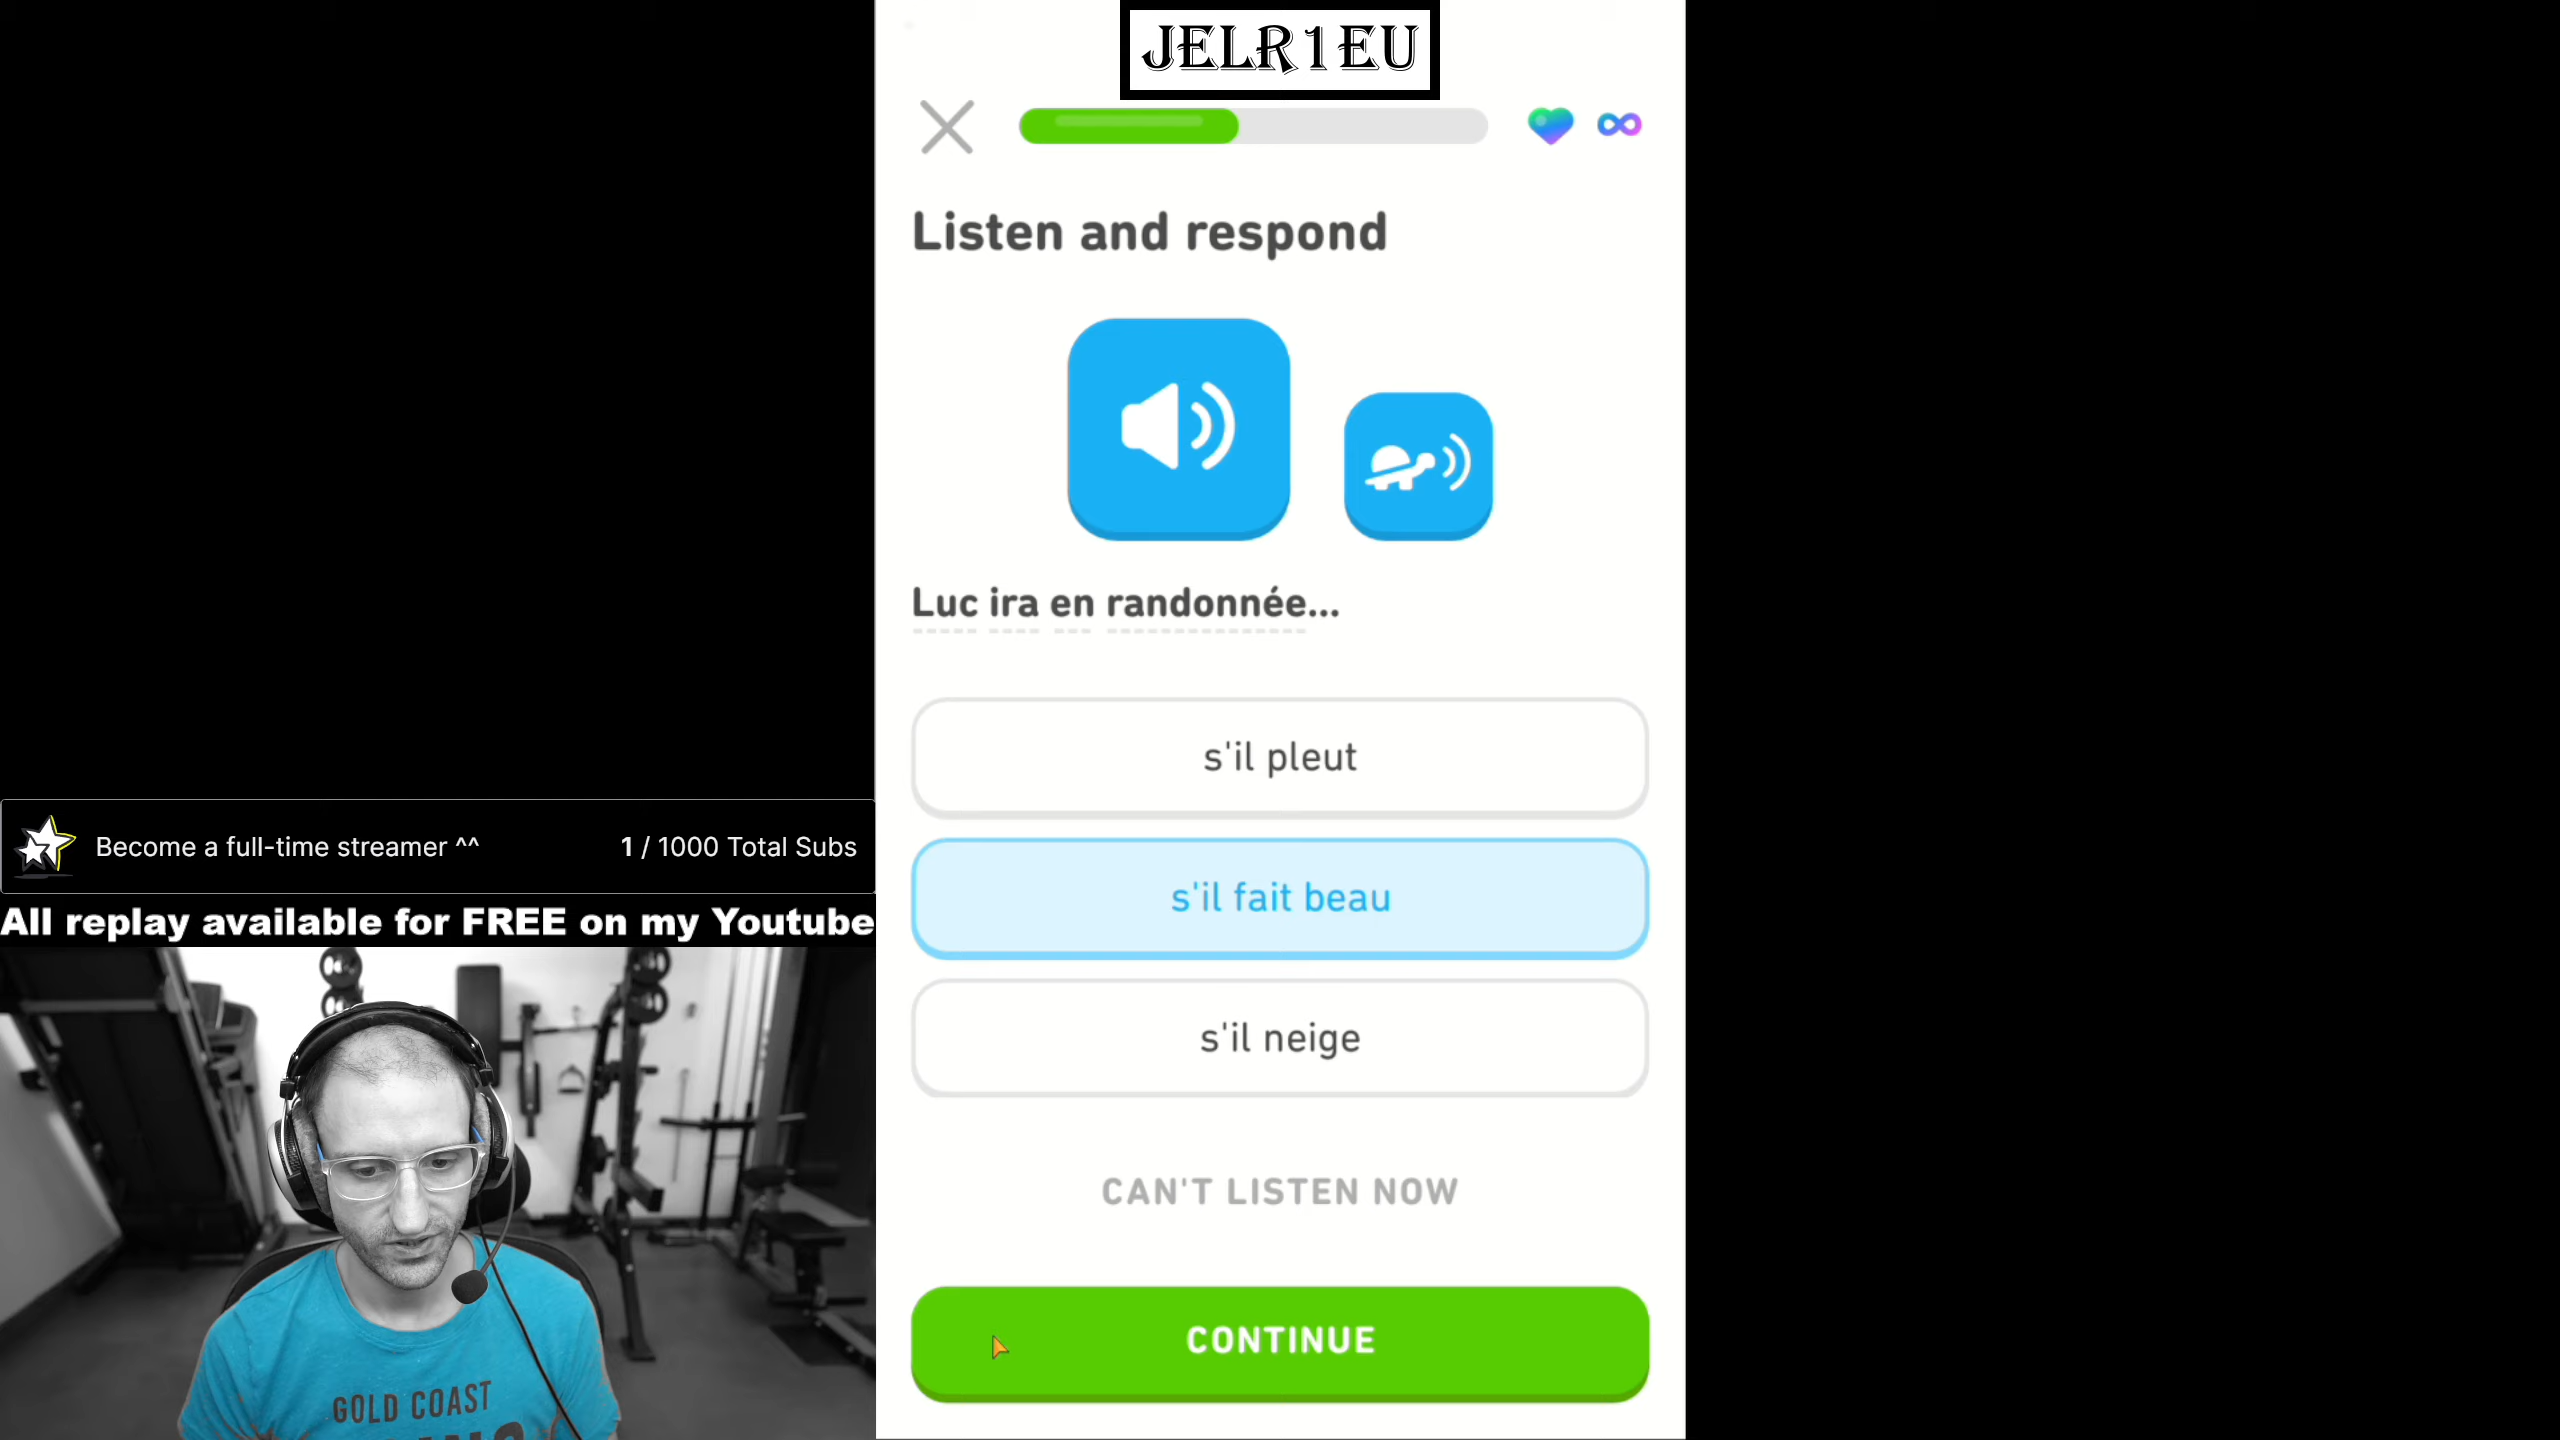 JELR1EU
Listen and respond
Luc ira en randonnée...
s'il pleut
s'il fait beau
s'il neige
CAN'T LISTEN NOW
CONTINUE
Become a full-time streamer ^^ 1 / 1000 Total Subs
All replay available for FREE on my Youtube
GOLD COAST